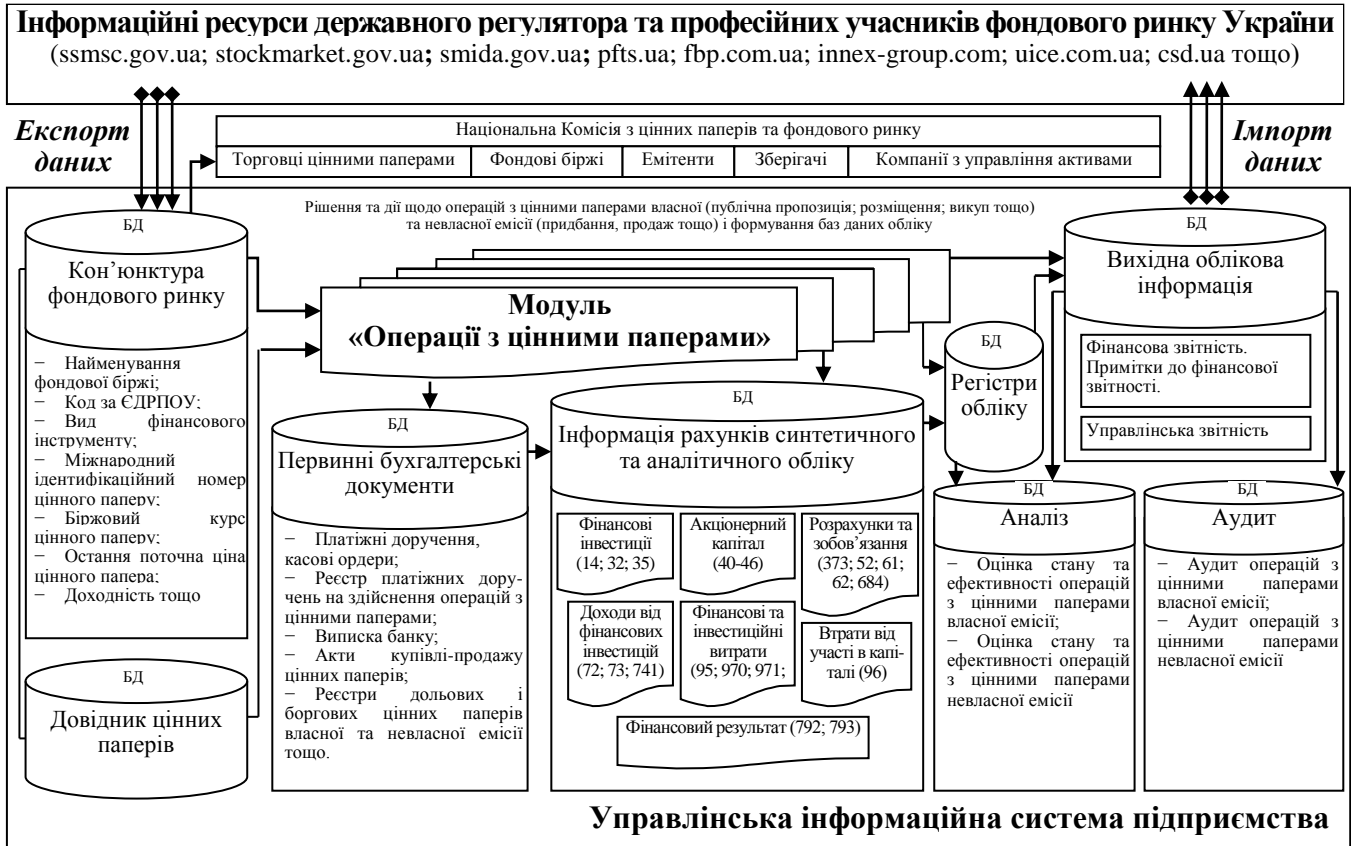 Інформаційні ресурси державного регулятора та професійних учасників фондового ринку України
(ssmsc.gov.ua; stockmarket.gov.ua; smida.gov.ua; pfts.ua; fbp.com.ua; innex-group.com; uice.com.ua; csd.ua тощо)
Експорт
даних
Національна Комісія з цінних паперів та фондового ринку
Торговці цінними паперами
Фондові біржі
Емітенти
Зберігачі
Компанії з управління активами
Імпорт
даних
БД
Кон’юнктура
фондового ринку
− Найменування
фондової біржі;
− Код за ЄДРПОУ;
− Вид фінансового
інструменту;
− Міжнародний
ідентифікаційний номер
цінного паперу;
− Біржовий курс
цінного паперу;
− Остання поточна ціна
цінного папера;
− Доходність тощо
БД
Довідник цінних
паперів
Рішення та дії щодо операцій з цінними паперами власної (публічна пропозиція; розміщення; викуп тощо)
та невласної емісії (придбання, продаж тощо) і формування баз даних обліку
Модуль
«Операції з цінними паперами»
БД
Первинні бухгалтерські
документи
− Платіжні доручення,
касові ордери;
− Реєстр платіжних дору-
чень на здійснення операцій з
цінними паперами;
− Виписка банку;
− Акти купівлі-продажу
цінних паперів;
− Реєстри дольових і
боргових цінних паперів
власної та невласної емісії
тощо.
БД
Інформація рахунків синтетичного
та аналітичного обліку
Фінансові
інвестиції
(14; 32; 35)
Акціонерний
капітал
(40-46)
Розрахунки та
зобов’язання
(373; 52; 61;
62; 684)
Доходи від
фінансових
інвестицій
(72; 73; 741)
Фінансові та
інвестиційні
витрати
(95; 970; 971;
Втрати від
участі в капі-
талі (96)
Фінансовий результат (792; 793)
БД
Регістри
обліку
БД
Вихідна облікова
інформація
Фінансова звітність.
Примітки до фінансової
звітності.
Управлінська звітність
БД
Аналіз
− Оцінка стану та
ефективності операцій
з цінними паперами
власної емісії;
− Оцінка стану та
ефективності операцій
з цінними паперами
невласної емісії
БД
Аудит
− Аудит операцій з
цінними паперами
власної емісії;
− Аудит операцій з
цінними паперами
невласної емісії
Управлінська інформаційна система підприємства